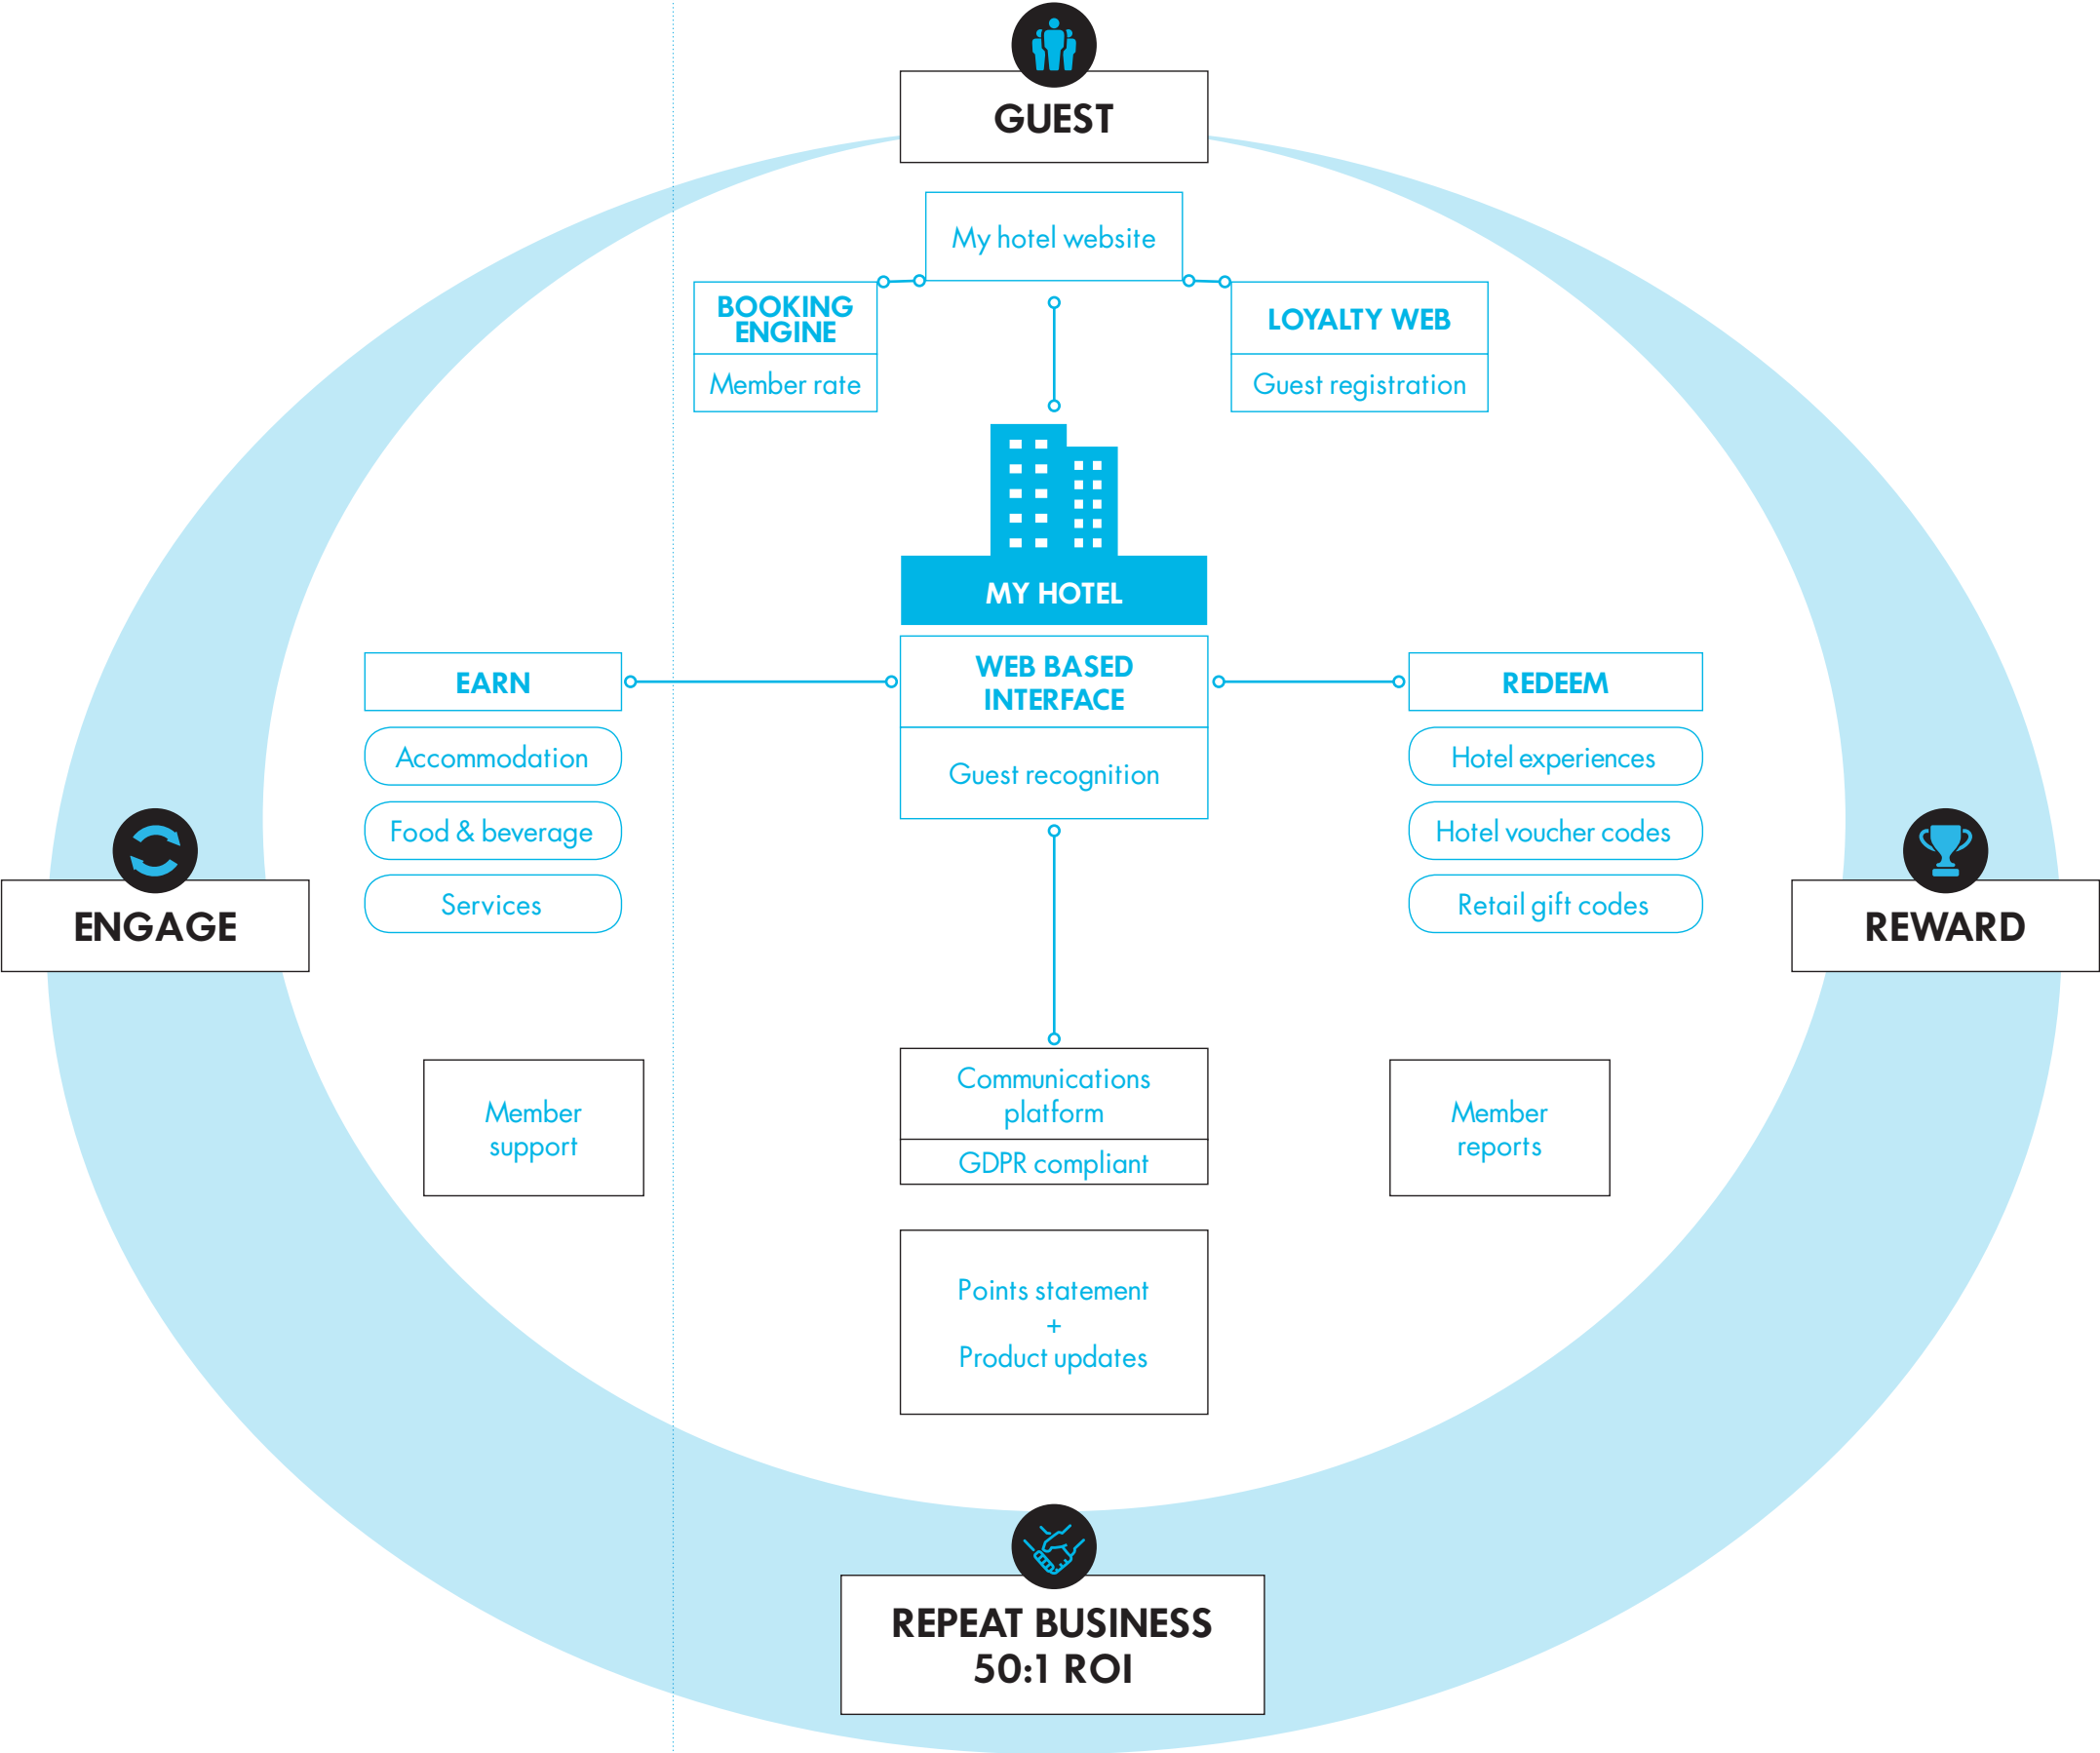 GUEST
My hotel website
BOOKING
ENGINE
Member rate
LOYALTY WEB
Guest registration
MY HOTEL
EARN
Accommodation
Food & beverage
Services
WEB BASED
INTERFACE
Guest recognition
REDEEM
Hotel experiences
Hotel voucher codes
Retail gift codes
ENGAGE
REWARD
Member
support
Communications
platform
GDPR compliant
Member
reports
Points statement
+
Product updates
REPEAT BUSINESS
50:1 ROI